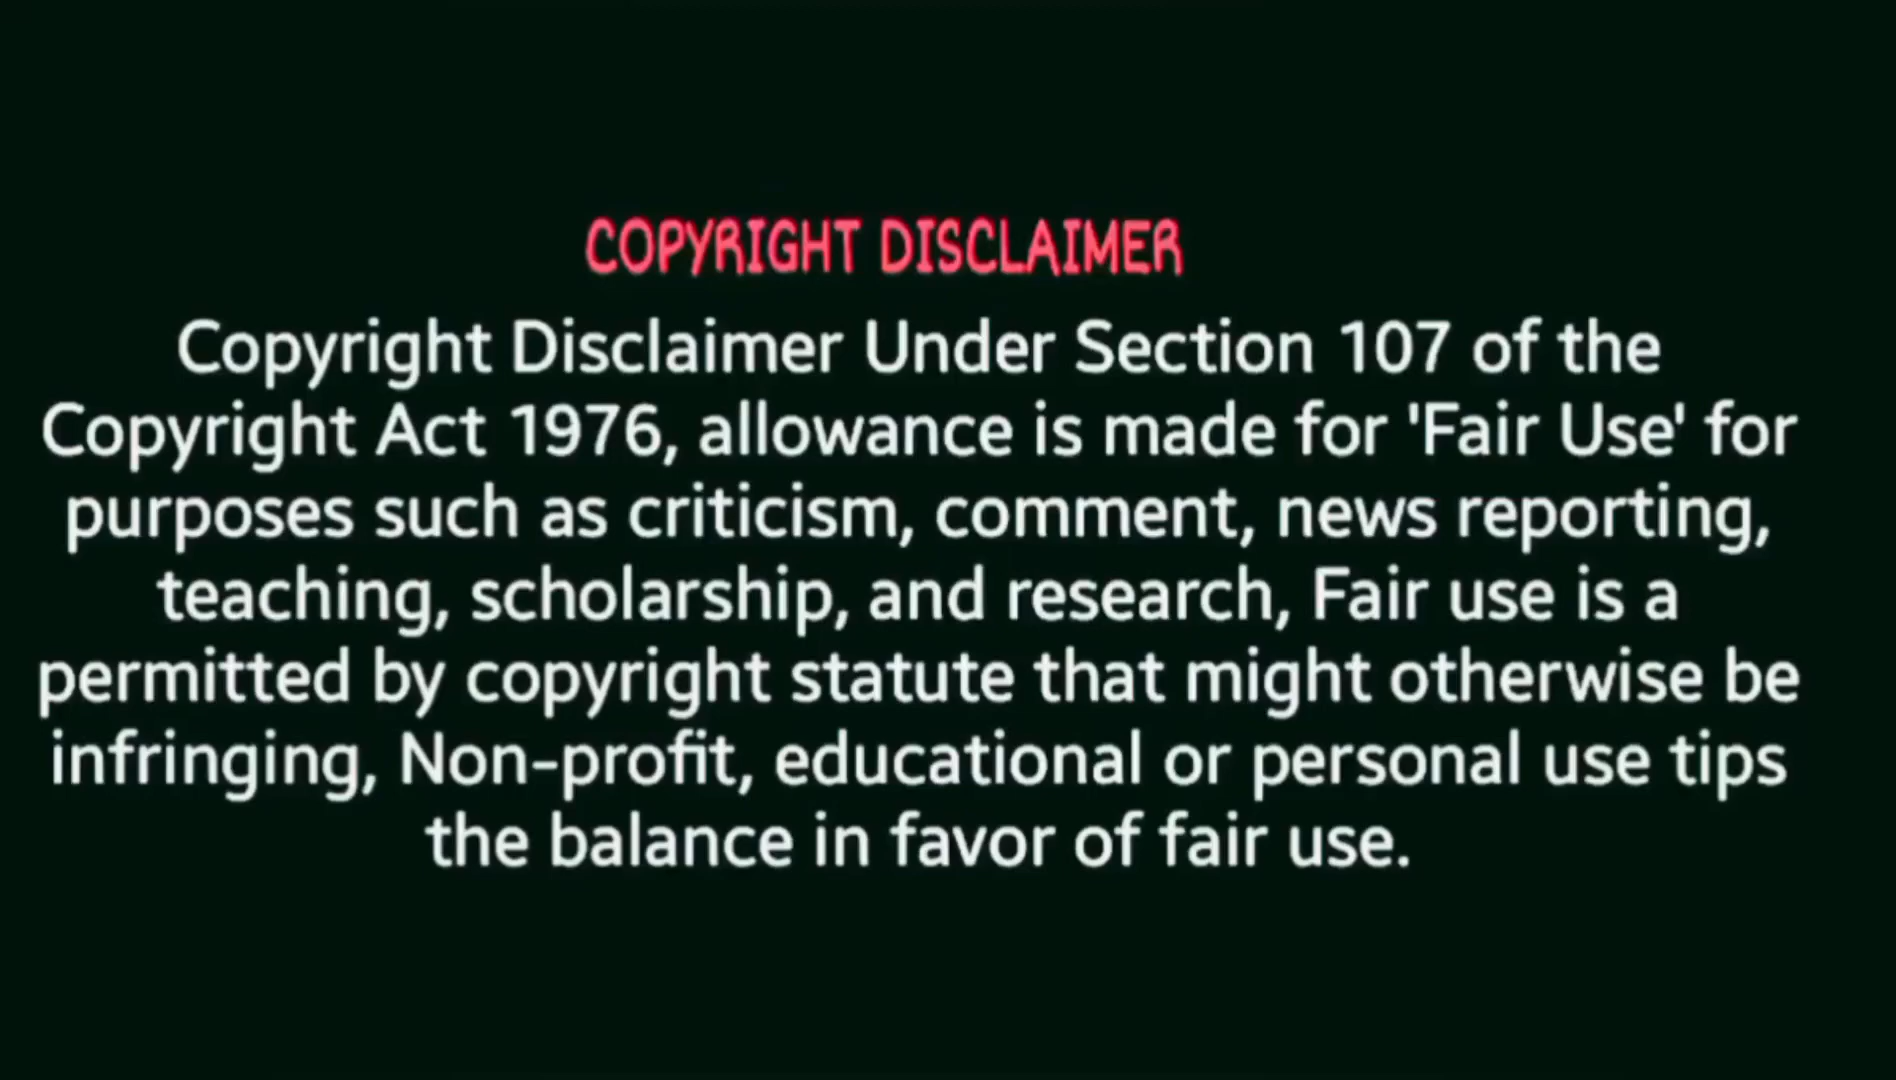 COPYRIGHT DISCLAIMER
Copyright Disclaimer Under Section 107 of the
Copyright Act 1976, allowance is made for 'Fair Use' for
purposes such as criticism, comment, news reporting,
teaching, scholarship, and research, Fair use is a
permitted by copyright statute that might otherwise be
infringing, Non-profit, educational or personal use tips
the balance in favor of fair use.